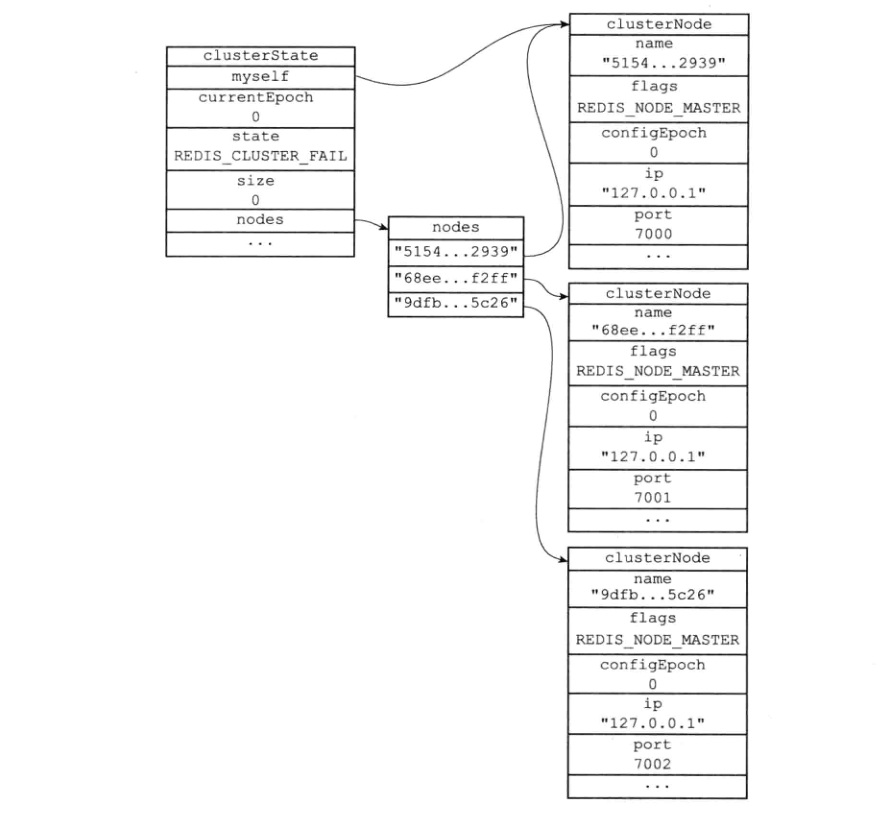 clusterState
myself
currentEpoch
0
state
REDIS_CLUSTER_FAIL
size
0
nodes
...
nodes
"5154...2939"
"68ee...f2ff"
"9dfb...5c26"
clusterNode
name
"5154...2939"
flags
REDIS_NODE_MASTER
configEpoch
0
ip
"127.0.0.1"
port
7000
...
clusterNode
name
"68ee...f2ff"
flags
REDIS_NODE_MASTER
configEpoch
0
ip
"127.0.0.1"
port
7001
...
clusterNode
name
"9dfb...5c26"
flags
REDIS_NODE_MASTER
configEpoch
0
ip
"127.0.0.1"
port
7002
...